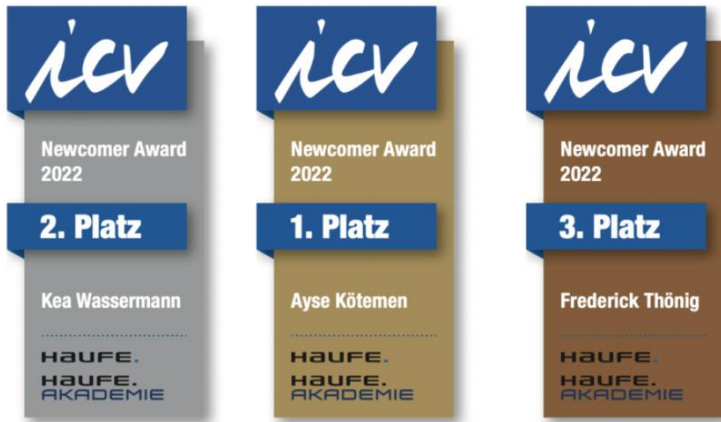 icv
Newcomer Award
2022
2. Platz
Kea Wassermann
HAUFE.
HAUFE.
AKADEMIE
icv
Newcomer Award
2022
1. Platz
Ayse Kötemen
HAUFE.
HAUFE.
AKADEMIE
icv
Newcomer Award
2022
3. Platz
Frederick Thönig
HAUFE.
HAUFE.
AKADEMIE